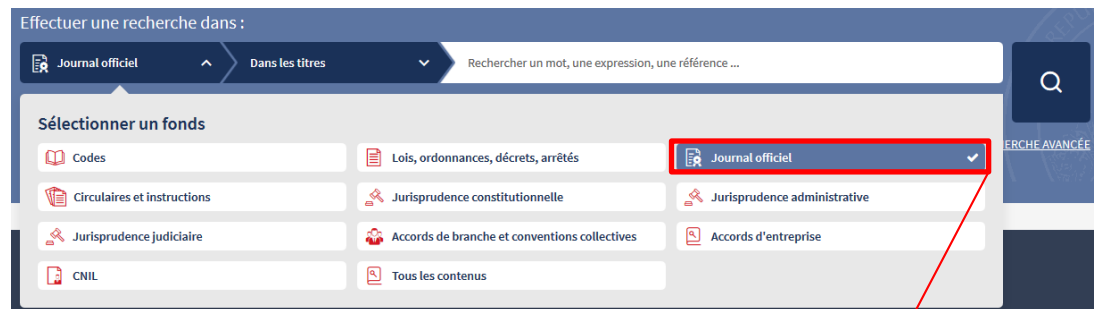 Effectuer une recherche dans :
Journal officiel
Dans les titres
Rechercher un mot, une expression, une référence ...
Sélectionner un fonds
ERCHE AVANCÉE
Codes
Lois, ordonnances, décrets, arrêtés
Journal officiel
Circulaires et instructions
Jurisprudence constitutionnelle
Jurisprudence administrative
Jurisprudence judiciaire
Accords de branche et conventions collectives
Accords d'entreprise
CNIL
Tous les contenus